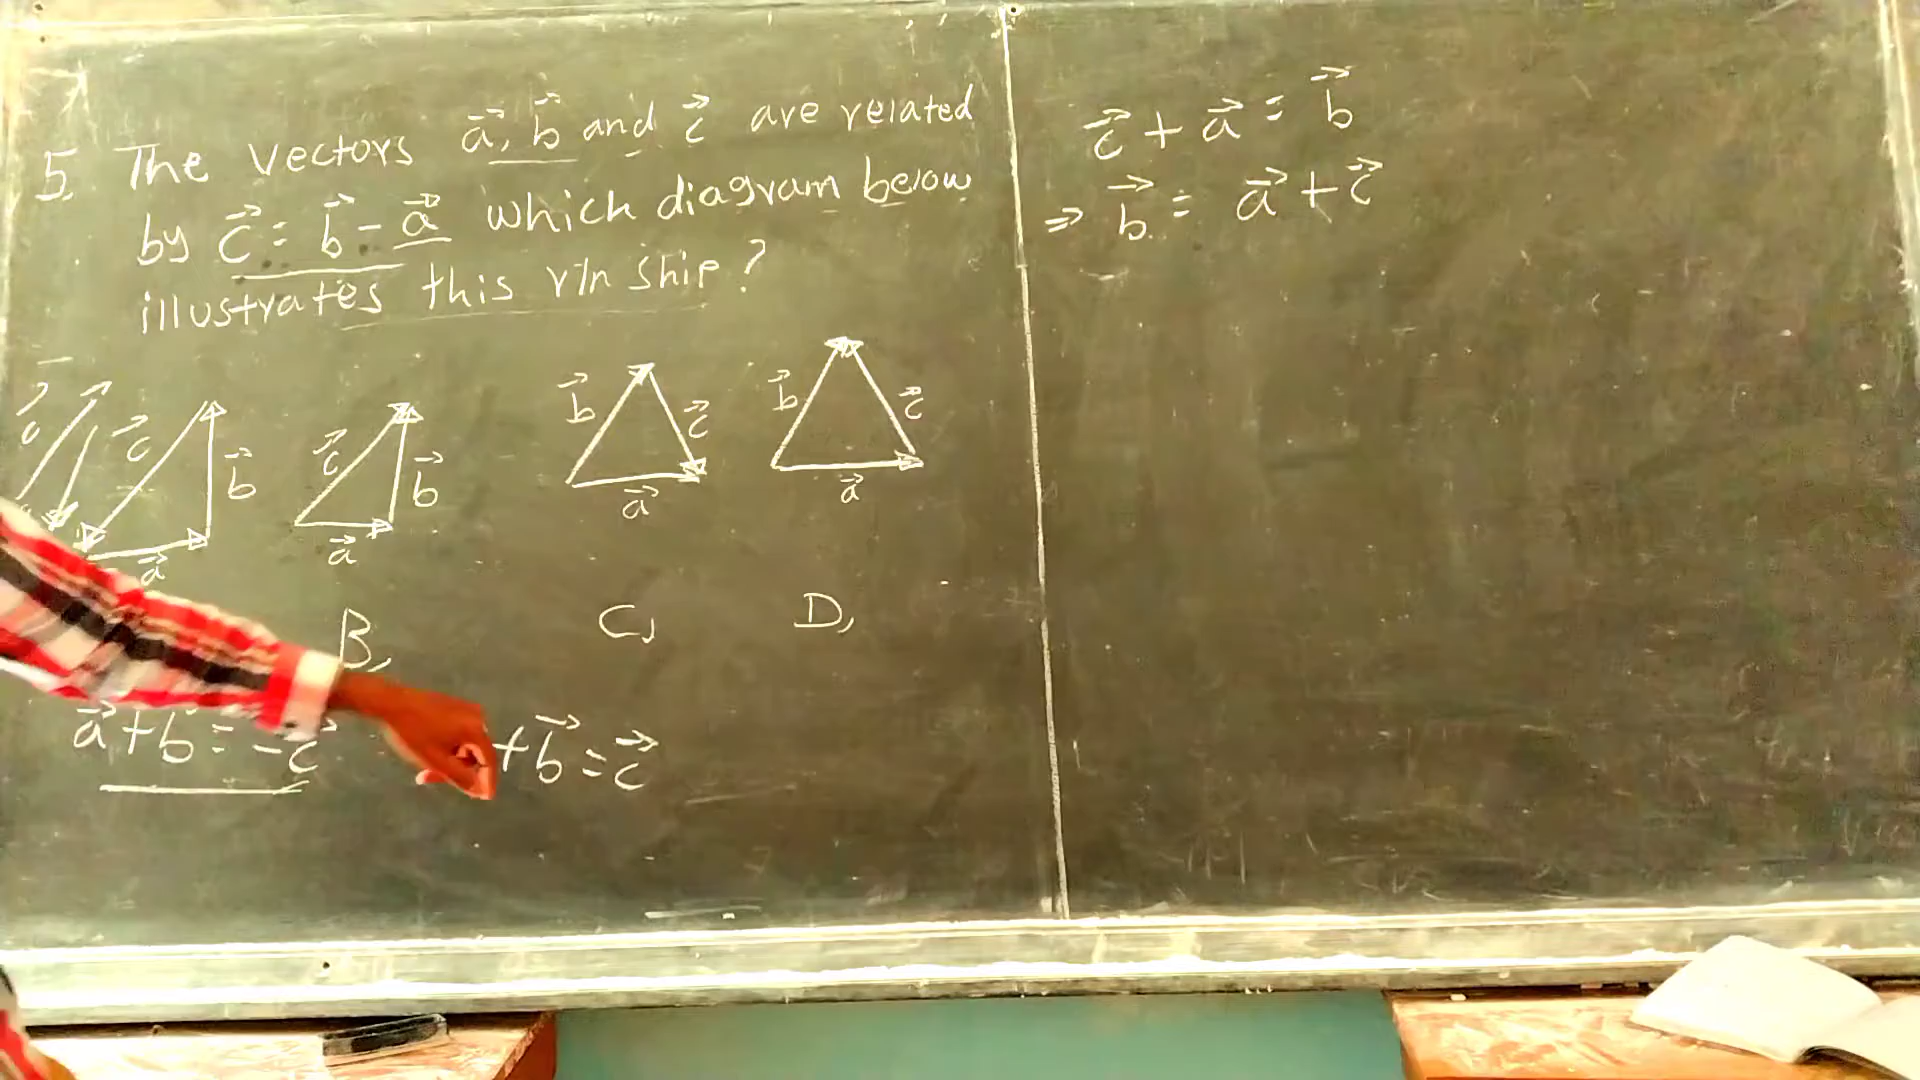 5. The vectors a⃗, b⃗ and c⃗ are related
by c⃗ = b⃗ - a⃗ which diagram below
illustrates this r/n ship?
c⃗ c⃗ b⃗ a⃗
c⃗ b⃗ a⃗
b⃗ c⃗ a⃗
b⃗ c⃗ a⃗
B, C, D,
a⃗ + b⃗ = -c⃗
+ b⃗ = c⃗
c⃗ + a⃗ = b⃗
⇒ b⃗ = a⃗ + c⃗